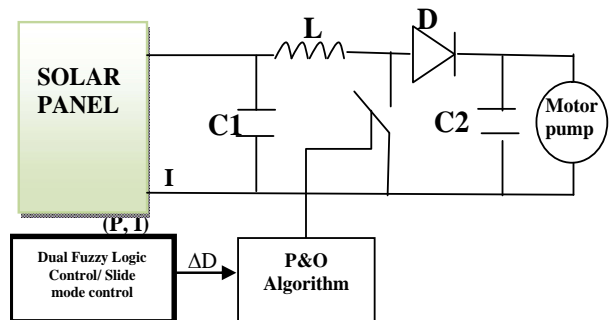 SOLAR
PANEL
L
D
C1
C2
Motor
pump
I
(P, I)
Dual Fuzzy Logic
Control/ Slide
mode control
ΔD
P&O
Algorithm